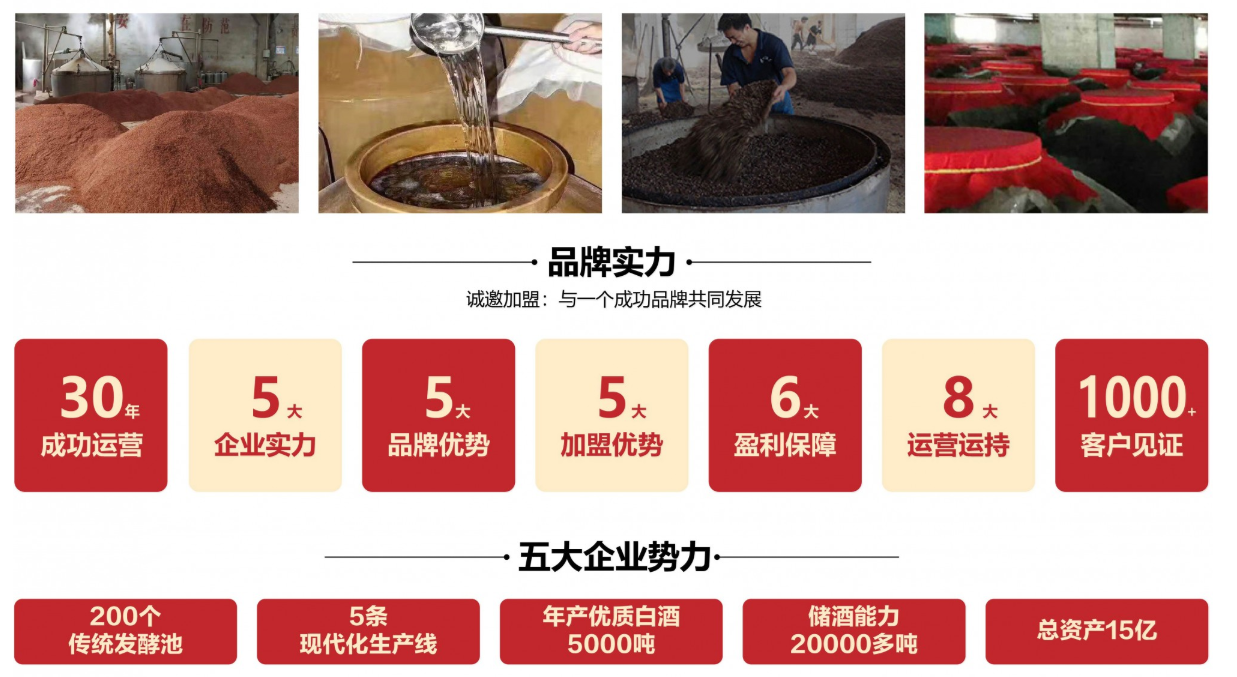 品牌实力
诚邀加盟：与一个成功品牌共同发展
30年
成功运营
5大
企业实力
5大
品牌优势
5大
加盟优势
6大
盈利保障
8大
运营运持
1000+
客户见证
五大企业势力
200个
传统发酵池
5条
现代化生产线
年产优质白酒
5000吨
储酒能力
20000多吨
总资产15亿